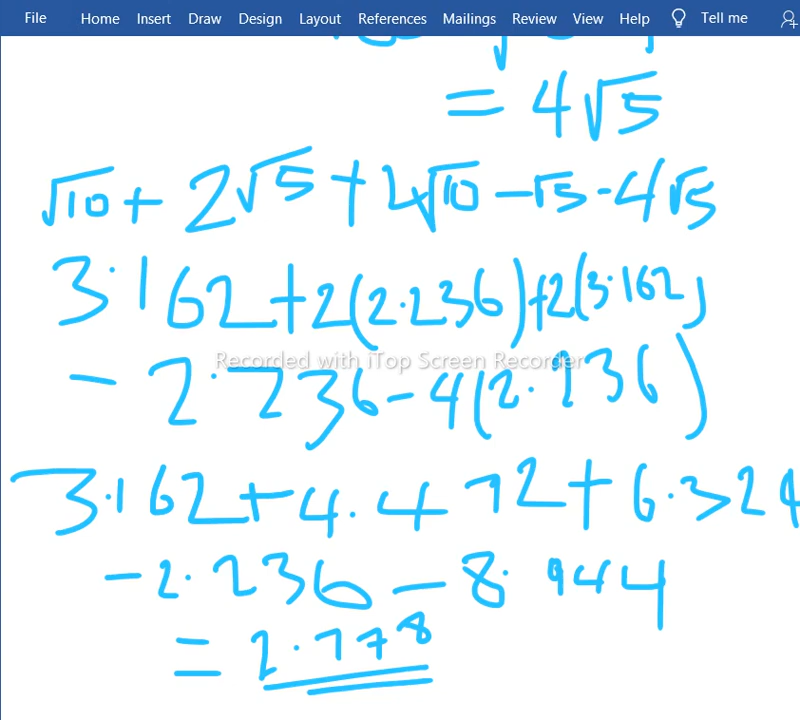 File Home Insert Draw Design Layout References Mailings Review View Help Tell me
= 4√5
√10 + 2√5 + 2√10 - √5 - 4√5
3.162 + 2(2.236) + 2(3.162)
Recorded with iTop Screen Recorder
- 2.236 - 4(2.236)
3.162 + 4.472 + 6.324
- 2.236 - 8.944
= 2.778